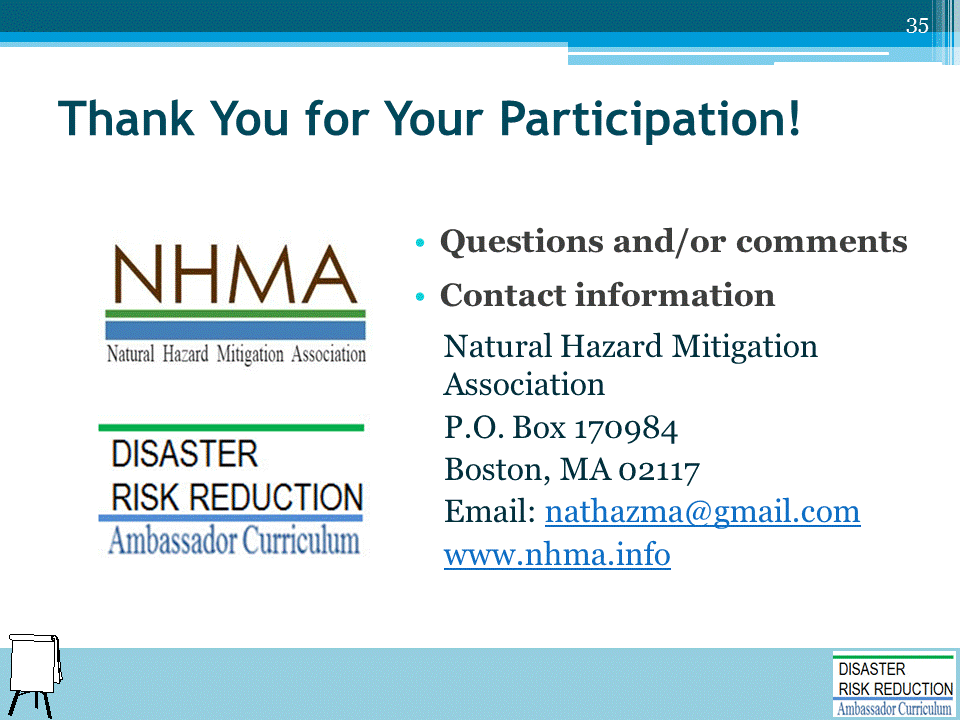 35
Thank You for Your Participation!
NHMA
Natural Hazard Mitigation Association
DISASTER
RISK REDUCTION
Ambassador Curriculum
• Questions and/or comments
• Contact information
Natural Hazard Mitigation
Association
P.O. Box 170984
Boston, MA 02117
Email: nathazma@gmail.com
www.nhma.info
DISASTER
RISK REDUCTION
Ambassador Curriculum